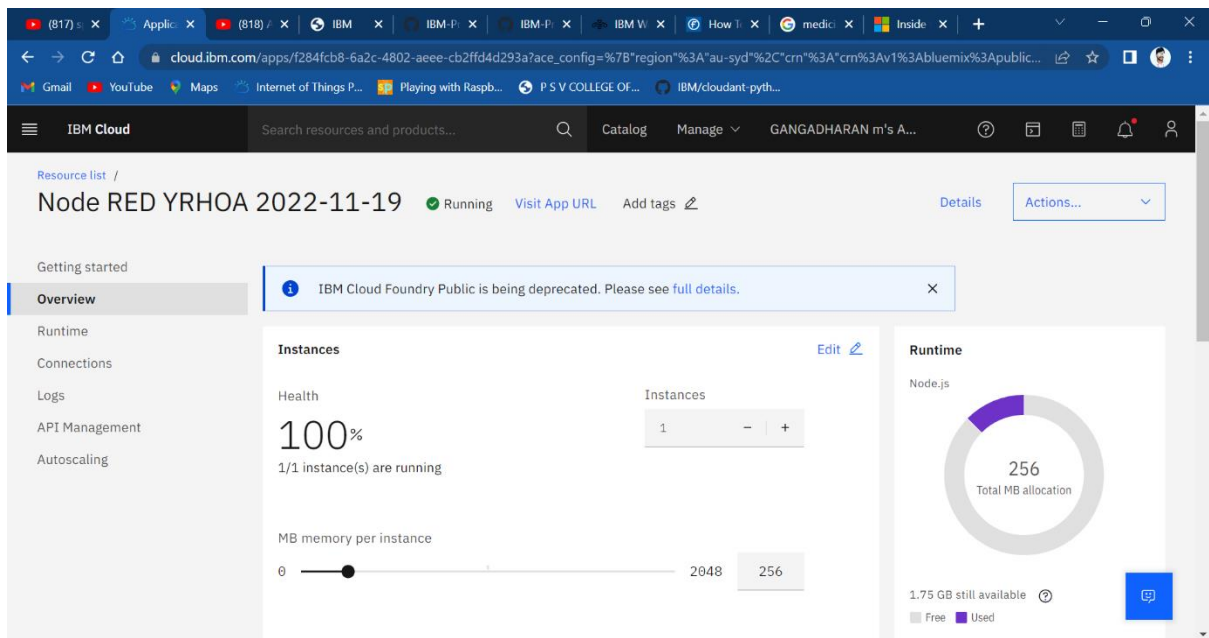 (817) s
Applic
(818) A
IBM
IBM-Pr
IBM-Pr
IBM W
How T
medici
Inside
cloud.ibm.com/apps/f284fcb8-6a2c-4802-aeee-cb2ffd4d293a?ace_config=%7B"region"%3A"au-syd"%2C"crn"%3A"crn%3Av1%3Abluemix%3Apublic...
Gmail YouTube Maps Internet of Things P... Playing with Raspb... P S V COLLEGE OF... IBM/cloudant-pyth...
IBM Cloud Search resources and products... Catalog Manage GANGADHARAN m's A...
Resource list /
Node RED YRHOA 2022-11-19 Running Visit App URL Add tags Details Actions...
Getting started
Overview
Runtime
Connections
Logs
API Management
Autoscaling
IBM Cloud Foundry Public is being deprecated. Please see full details.
Instances Edit
Health
100%
1/1 instance(s) are running
Instances
1 - +
MB memory per instance
0 2048 256
Runtime
Node.js
256
Total MB allocation
1.75 GB still available
Free Used